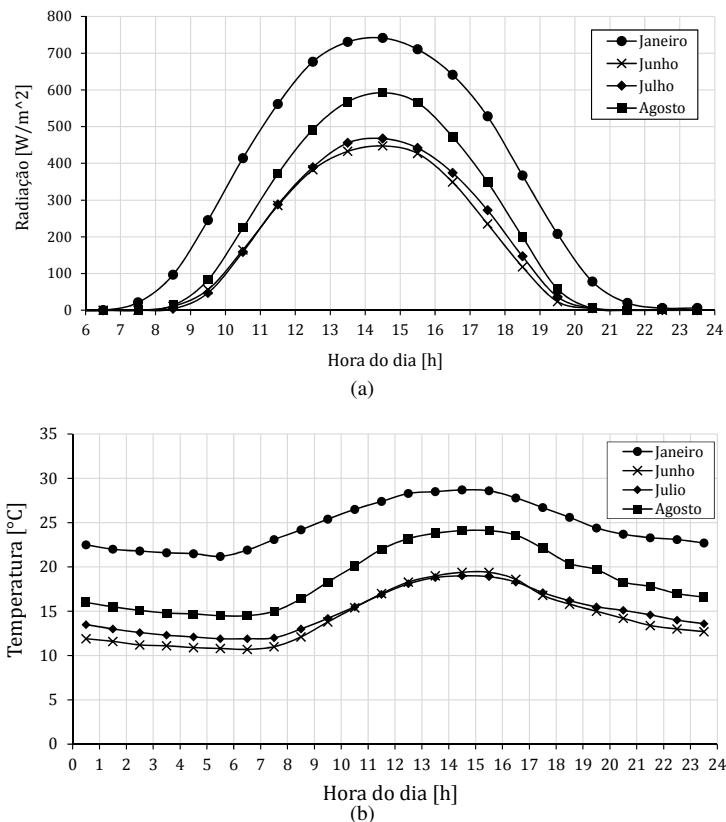 800
700
600
500
400
300
200
100
0
Radiação [W/m^2]
Janeiro
Junho
Julho
Agosto
6 7 8 9 10 11 12 13 14 15 16 17 18 19 20 21 22 23 24
Hora do dia [h]
(a)
35
30
25
20
15
10
5
0
Temperatura [°C]
Janeiro
Junho
Julio
Agosto
0 1 2 3 4 5 6 7 8 9 10 11 12 13 14 15 16 17 18 19 20 21 22 23 24
Hora do dia [h]
(b)